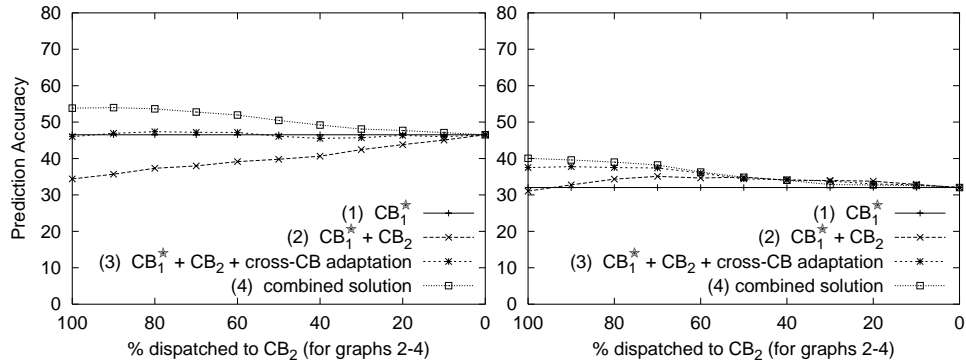 80
70
60
50
40
30
20
10
0
Prediction Accuracy
(1) CB₁★
(2) CB₁★ + CB₂
(3) CB₁★ + CB₂ + cross-CB adaptation
(4) combined solution
100 80 60 40 20 0
% dispatched to CB₂ (for graphs 2-4)
80
70
60
50
40
30
20
10
0
(1) CB₁★
(2) CB₁★ + CB₂
(3) CB₁★ + CB₂ + cross-CB adaptation
(4) combined solution
100 80 60 40 20 0
% dispatched to CB₂ (for graphs 2-4)